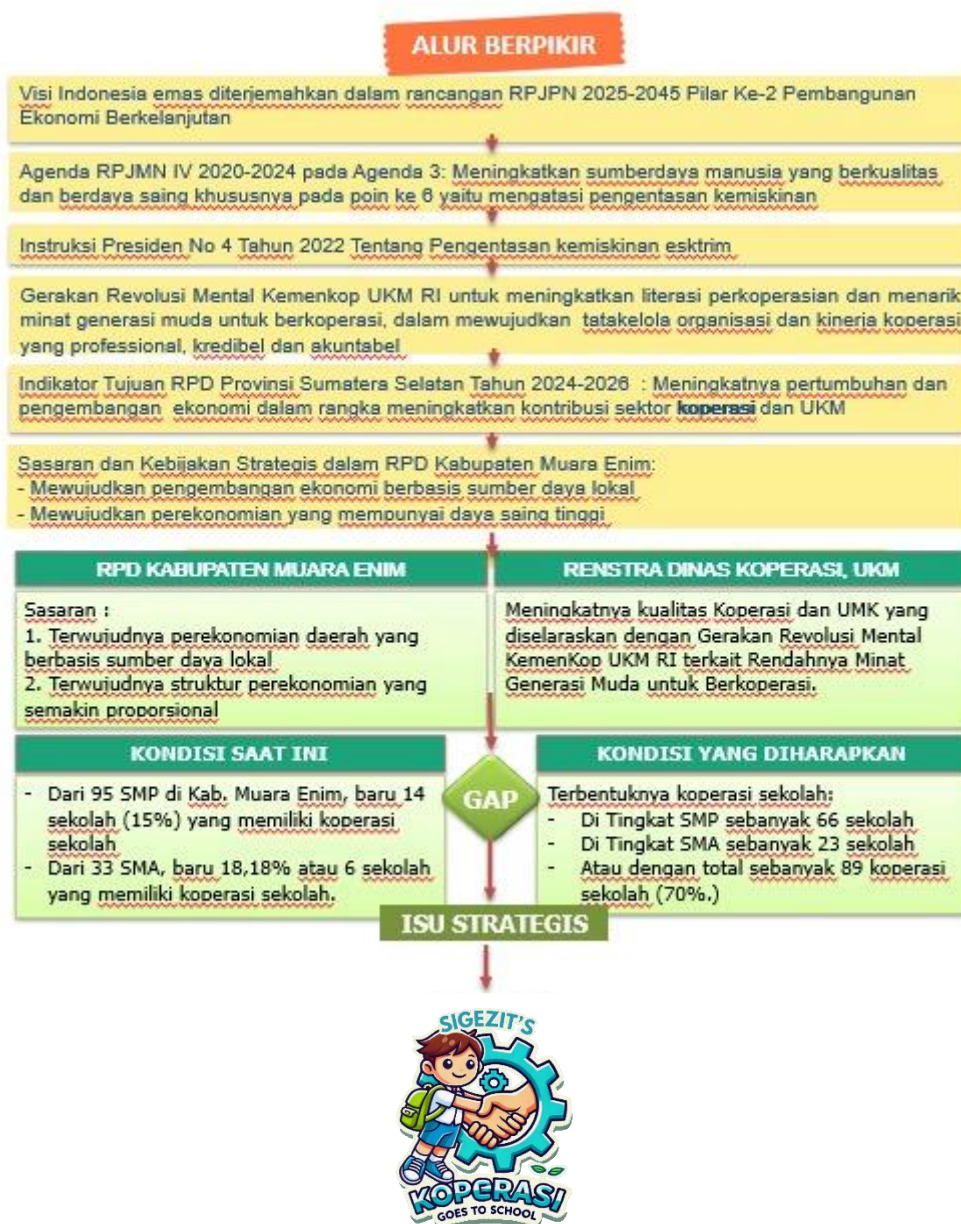 ALUR BERPIKIR
Visi Indonesia emas diterjemahkan dalam rancangan RPJPN 2025-2045 Pilar Ke-2 Pembangunan
Ekonomi Berkelanjutan
Agenda RPJMN IV 2020-2024 pada Agenda 3: Meningkatkan sumberdaya manusia yang berkualitas
dan berdaya saing khususnya pada poin ke 6 yaitu mengatasi pengentasan kemiskinan
Instruksi Presiden No 4 Tahun 2022 Tentang Pengentasan kemiskinan esktrim
Gerakan Revolusi Mental Kemenkop UKM RI untuk meningkatkan literasi perkoperasian dan menarik
minat generasi muda untuk berkoperasi, dalam mewujudkan tatakelola organisasi dan kinerja koperasi
yang professional, kredibel dan akuntabel
Indikator Tujuan RPD Provinsi Sumatera Selatan Tahun 2024-2026 : Meningkatnya pertumbuhan dan
pengembangan ekonomi dalam rangka meningkatkan kontribusi sektor koperasi dan UKM
Sasaran dan Kebijakan Strategis dalam RPD Kabupaten Muara Enim:
- Mewujudkan pengembangan ekonomi berbasis sumber daya lokal
- Mewujudkan perekonomian yang mempunyai daya saing tinggi
RPD KABUPATEN MUARA ENIM
Sasaran :
1. Terwujudnya perekonomian daerah yang
berbasis sumber daya lokal
2. Terwujudnya struktur perekonomian yang
semakin proporsional
RENSTRA DINAS KOPERASI, UKM
Meningkatnya kualitas Koperasi dan UMK yang
diselaraskan dengan Gerakan Revolusi Mental
KemenKop UKM RI terkait Rendahnya Minat
Generasi Muda untuk Berkoperasi.
KONDISI SAAT INI
- Dari 95 SMP di Kab. Muara Enim, baru 14
sekolah (15%) yang memiliki koperasi
sekolah
- Dari 33 SMA, baru 18,18% atau 6 sekolah
yang memiliki koperasi sekolah.
GAP
KONDISI YANG DIHARAPKAN
Terbentuknya koperasi sekolah:
- Di Tingkat SMP sebanyak 66 sekolah
- Di Tingkat SMA sebanyak 23 sekolah
- Atau dengan total sebanyak 89 koperasi
sekolah (70%.)
ISU STRATEGIS
SIGEZIT'S
KOPERASI
GOES TO SCHOOL